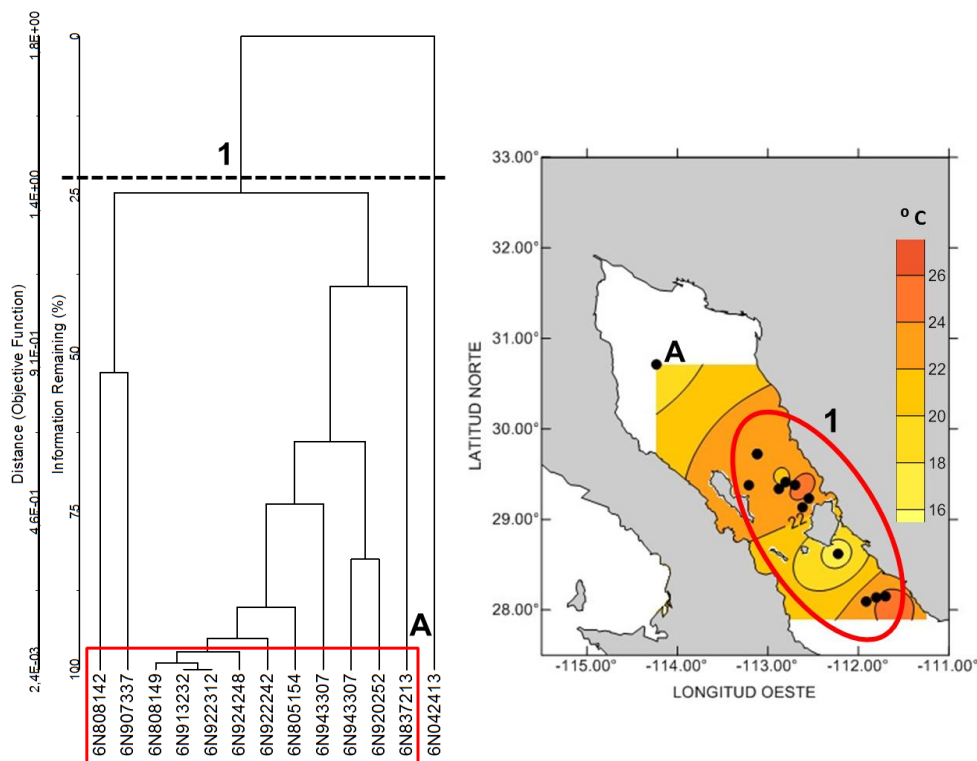 Distance (Objective Function)
1.8E+00
1.4E+00
9.1E-01
4.6E-01
2.4E-03
Information Remaining (%)
0
25
50
75
100
1
A
6N808142
6N907337
6N808149
6N913232
6N922312
6N924248
6N922242
6N805154
6N943307
6N943307
6N920252
6N837213
6N042413
LATITUD NORTE
33.00°
32.00°
31.00°
30.00°
29.00°
28.00°
A
1
22
º C
26
24
22
20
18
16
-115.00 -114.00 -113.00 -112.00 -111.00
LONGITUD OESTE